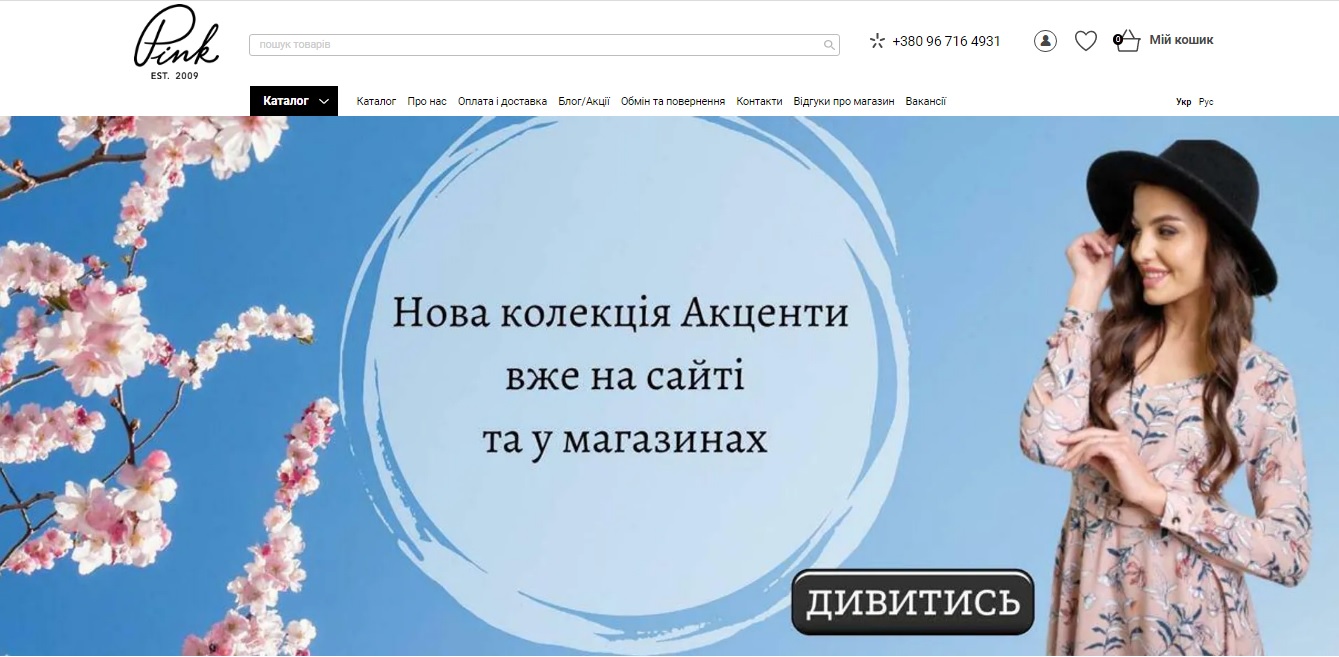 Pink
EST. 2009
пошук товарів
+380 96 716 4931
0
Мій кошик
Каталог
Каталог Про нас Оплата і доставка Блог/Акції Обмін та повернення Контакти Відгуки про магазин Вакансії
Укр Рус
Нова колекція Акценти
вже на сайті
та у магазинах
ДИВИТИСЬ